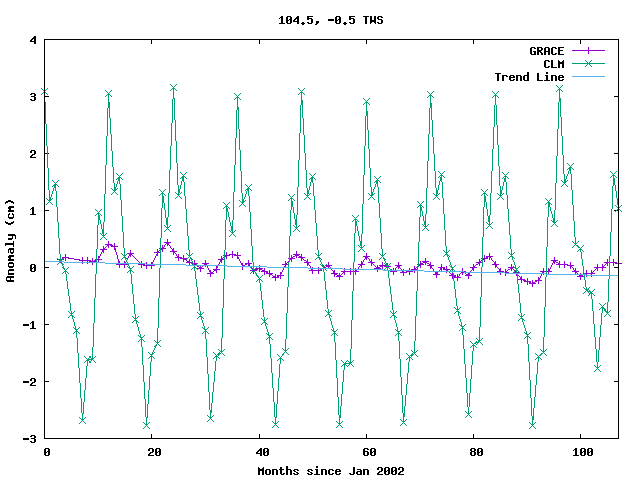 104.5, -0.5 TWS
GRACE
CLM
Trend Line
4
3
2
1
0
-1
-2
-3
Anomaly (cm)
0 20 40 60 80 100
Months since Jan 2002